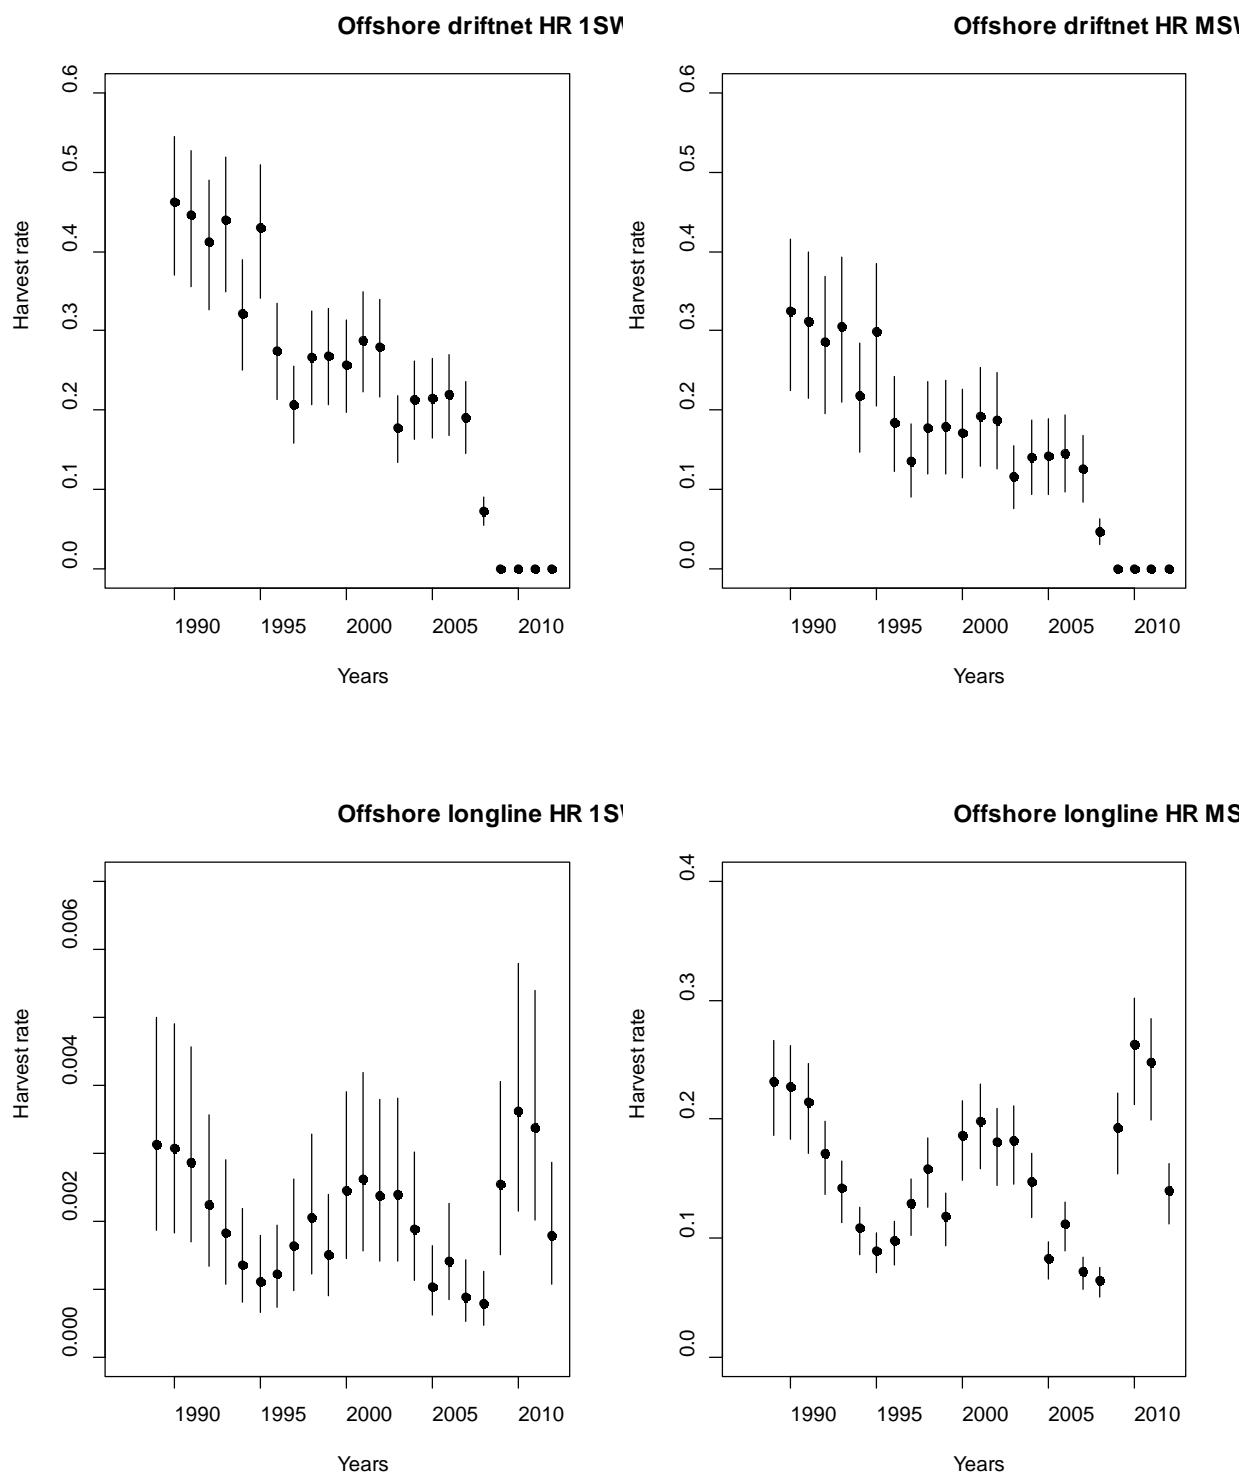 Offshore driftnet HR 1SW
Harvest rate
0.6
0.5
0.4
0.3
0.2
0.1
0.0
1990 1995 2000 2005 2010
Years
Offshore driftnet HR MSW
Harvest rate
0.6
0.5
0.4
0.3
0.2
0.1
0.0
1990 1995 2000 2005 2010
Years
Offshore longline HR 1SW
Harvest rate
0.006
0.004
0.002
0.000
1990 1995 2000 2005 2010
Years
Offshore longline HR MS
Harvest rate
0.4
0.3
0.2
0.1
0.0
1990 1995 2000 2005 2010
Years